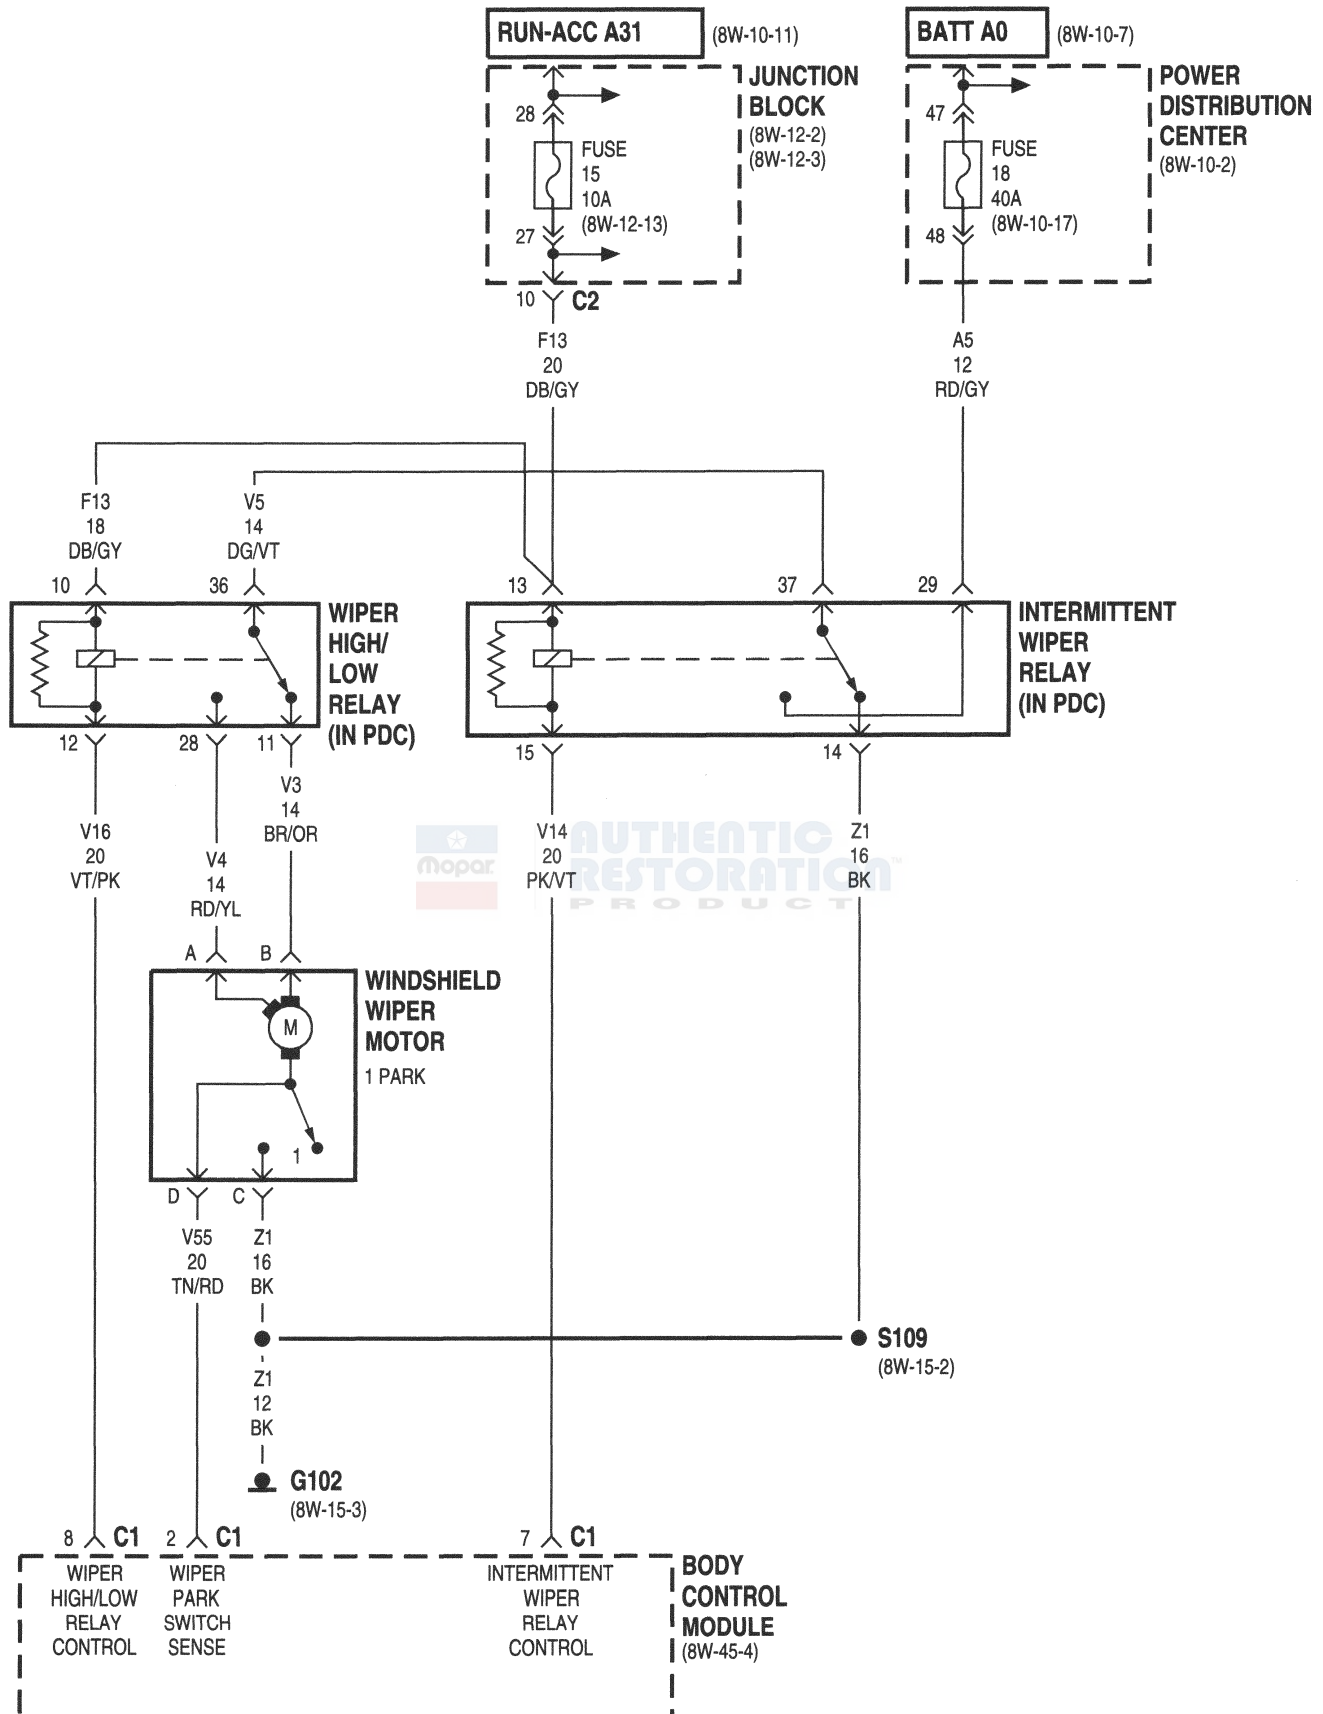 RUN-ACC A31 (8W-10-11)
BATT A0 (8W-10-7)
JUNCTION
BLOCK
(8W-12-2)
(8W-12-3)
28
FUSE
15
10A
(8W-12-13)
27
10 C2
POWER
DISTRIBUTION
CENTER
(8W-10-2)
47
FUSE
18
40A
(8W-10-17)
48
F13
20
DB/GY
A5
12
RD/GY
F13
18
DB/GY
V5
14
DG/VT
10 36 13 37 29
WIPER
HIGH/
LOW
RELAY
(IN PDC)
INTERMITTENT
WIPER
RELAY
(IN PDC)
12 28 11 15 14
V3
14
BR/OR
V16
20
VT/PK
V4
14
RD/YL
V14
20
PK/VT
Z1
16
BK
Mopar
AUTHENTIC
RESTORATION™
PRODUCT
A B
WINDSHIELD
WIPER
MOTOR
1 PARK
M
1
D C
V55
20
TN/RD
Z1
16
BK
S109
(8W-15-2)
Z1
12
BK
G102
(8W-15-3)
8 C1 2 C1 7 C1
WIPER
HIGH/LOW
RELAY
CONTROL
WIPER
PARK
SWITCH
SENSE
INTERMITTENT
WIPER
RELAY
CONTROL
BODY
CONTROL
MODULE
(8W-45-4)